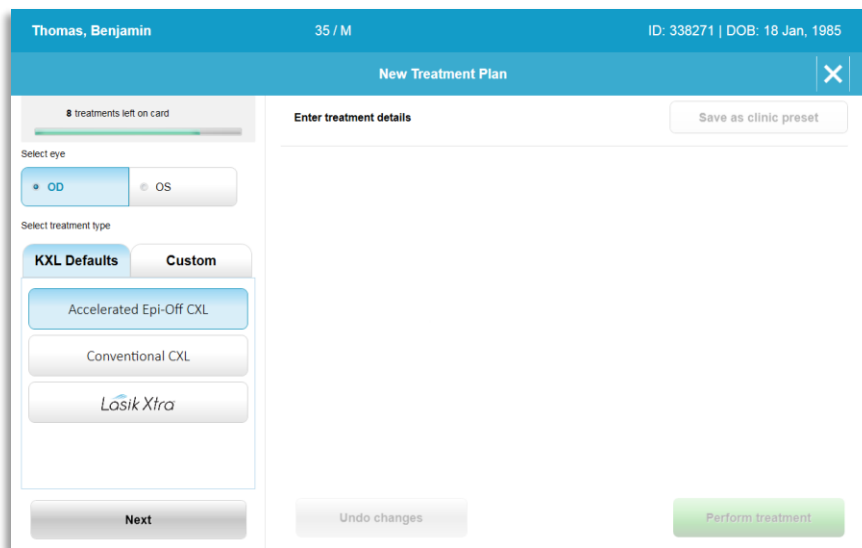 Thomas, Benjamin 35 / M ID: 338271 | DOB: 18 Jan, 1985
New Treatment Plan
8 treatments left on card
Enter treatment details
Save as clinic preset
Select eye
OD OS
Select treatment type
KXL Defaults Custom
Accelerated Epi-Off CXL
Conventional CXL
Lasik Xtra
Next
Undo changes
Perform treatment